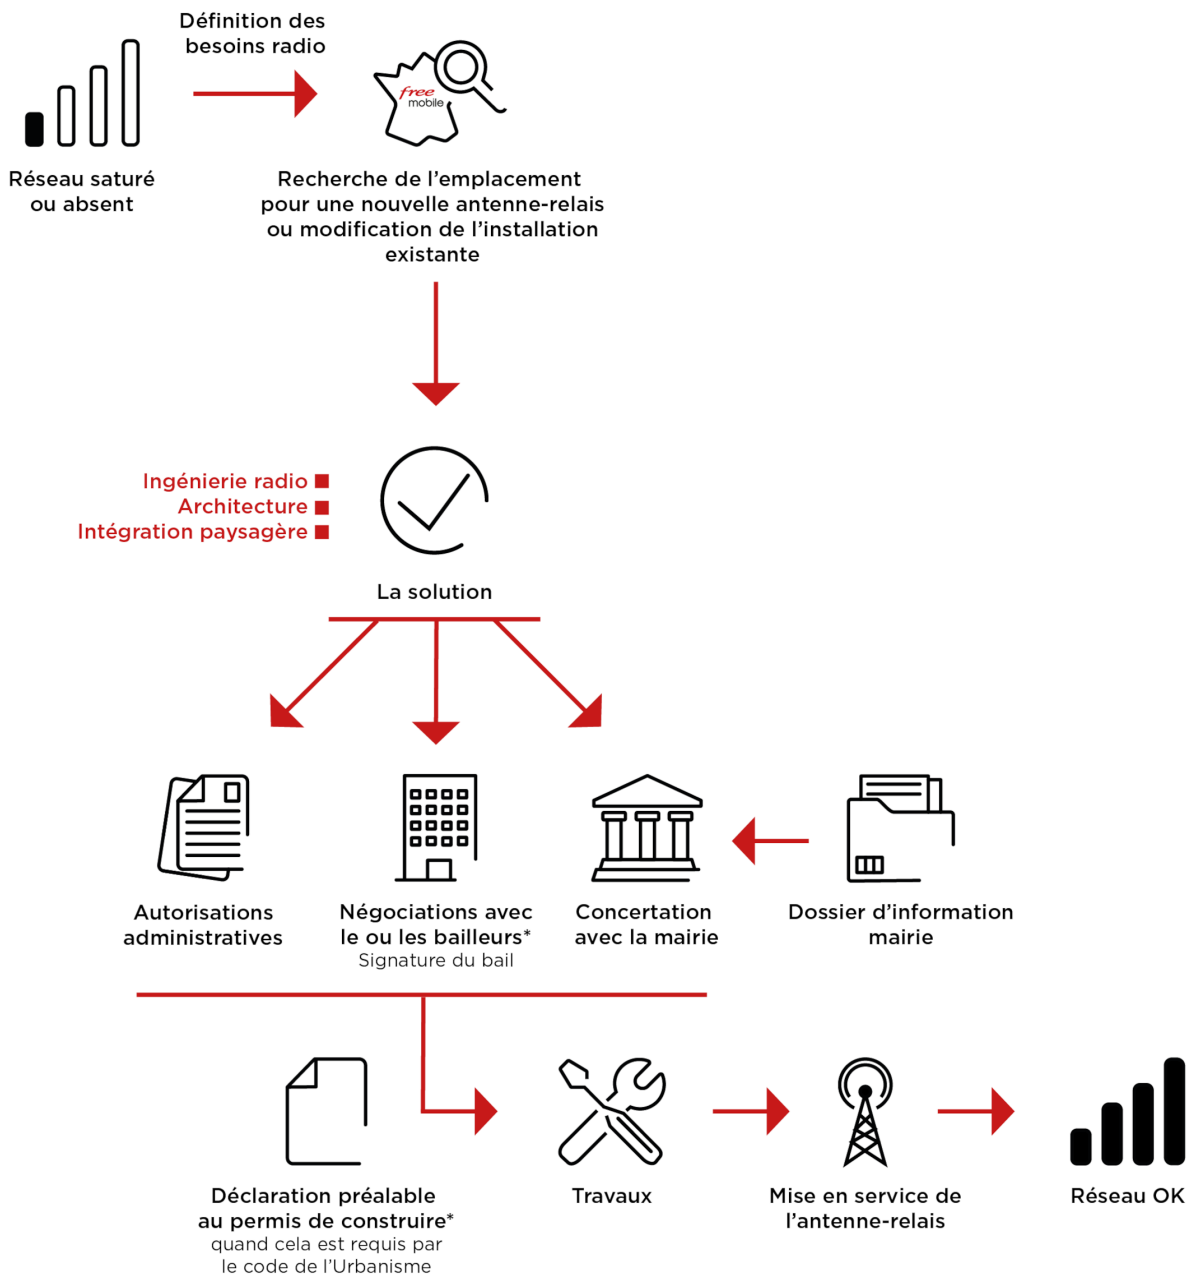 Définition des
besoins radio
free
mobile
Réseau saturé
ou absent
Recherche de l'emplacement
pour une nouvelle antenne-relais
ou modification de l'installation
existante
Ingénierie radio
Architecture
Intégration paysagère
La solution
Autorisations
administratives
Négociations avec
le ou les bailleurs*
Signature du bail
Concertation
avec la mairie
Dossier d'information
mairie
Déclaration préalable
au permis de construire*
quand cela est requis par
le code de l'Urbanisme
Travaux
Mise en service de
l'antenne-relais
Réseau OK